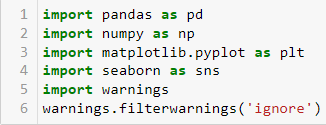 1 import pandas as pd
2 import numpy as np
3 import matplotlib.pyplot as plt
4 import seaborn as sns
5 import warnings
6 warnings.filterwarnings('ignore')